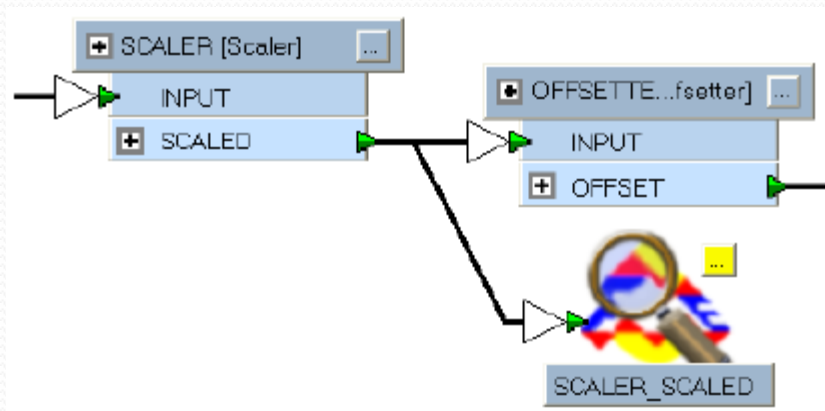 SCALER [Scaler] ...
INPUT
SCALED
OFFSETTE...fsetter] ...
INPUT
OFFSET
...
SCALER_SCALED